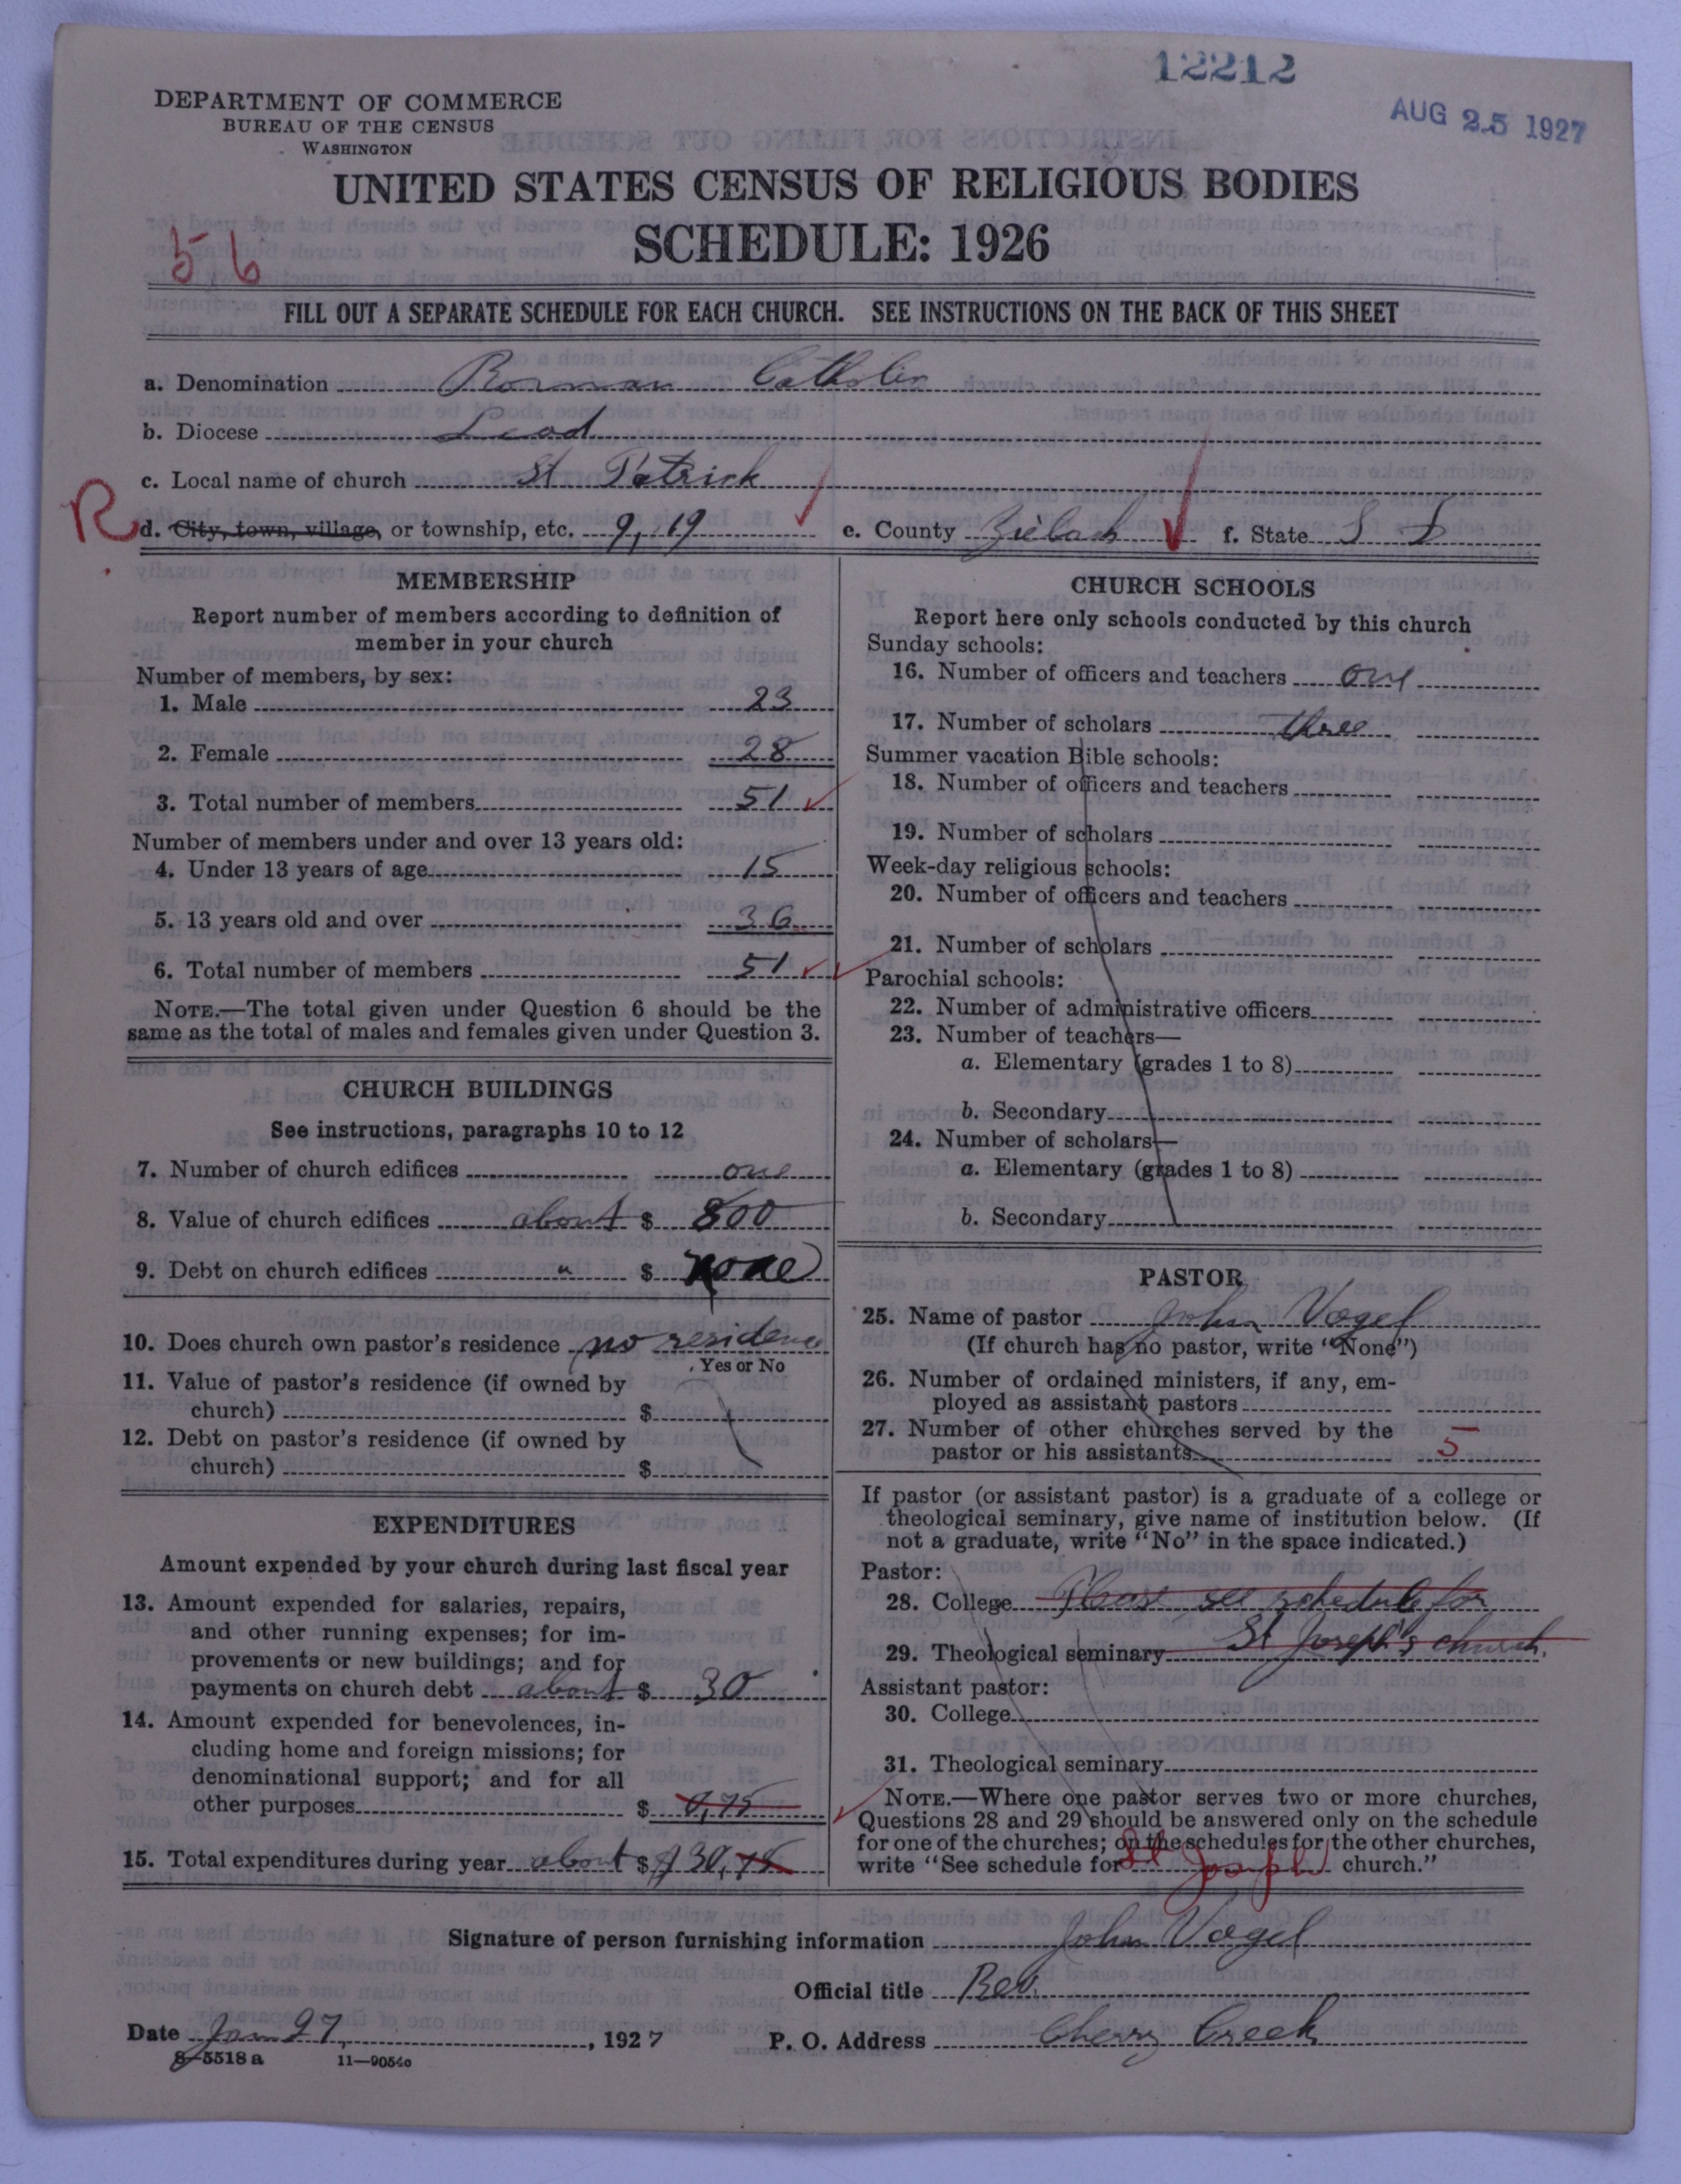 12212
AUG 25 1927
DEPARTMENT OF COMMERCE
BUREAU OF THE CENSUS
WASHINGTON
UNITED STATES CENSUS OF RELIGIOUS BODIES
SCHEDULE: 1926
56
FILL OUT A SEPARATE SCHEDULE FOR EACH CHURCH. SEE INSTRUCTIONS ON THE BACK OF THIS SHEET
a. Denomination Roman Catholic
b. Diocese Lead
c. Local name of church St Patrick
R d. City, town, village, or township, etc. 9, 19 e. County Ziebach f. State S D
MEMBERSHIP
Report number of members according to definition of
member in your church
Number of members, by sex:
1. Male 23
2. Female 28
3. Total number of members 51
Number of members under and over 13 years old:
4. Under 13 years of age 15
5. 13 years old and over 36
6. Total number of members 51
NOTE.—The total given under Question 6 should be the
same as the total of males and females given under Question 3.
CHURCH BUILDINGS
See instructions, paragraphs 10 to 12
7. Number of church edifices one
8. Value of church edifices about $ 800
9. Debt on church edifices " $ none
10. Does church own pastor's residence no residence
Yes or No
11. Value of pastor's residence (if owned by
church) $
12. Debt on pastor's residence (if owned by
church) $
EXPENDITURES
Amount expended by your church during last fiscal year
13. Amount expended for salaries, repairs,
and other running expenses; for im-
provements or new buildings; and for
payments on church debt about $ 30
14. Amount expended for benevolences, in-
cluding home and foreign missions; for
denominational support; and for all
other purposes $ 0,75
15. Total expenditures during year about $ 30,75
CHURCH SCHOOLS
Report here only schools conducted by this church
Sunday schools:
16. Number of officers and teachers one
17. Number of scholars three
Summer vacation Bible schools:
18. Number of officers and teachers
19. Number of scholars
Week-day religious schools:
20. Number of officers and teachers
21. Number of scholars
Parochial schools:
22. Number of administrative officers
23. Number of teachers—
a. Elementary (grades 1 to 8)
b. Secondary
24. Number of scholars—
a. Elementary (grades 1 to 8)
b. Secondary
PASTOR
25. Name of pastor John Vogel
(If church has no pastor, write "None")
26. Number of ordained ministers, if any, em-
ployed as assistant pastors
27. Number of other churches served by the
pastor or his assistants 5
If pastor (or assistant pastor) is a graduate of a college or
theological seminary, give name of institution below. (If
not a graduate, write "No" in the space indicated.)
Pastor:
28. College Please see schedule for
29. Theological seminary St Joseph's church.
Assistant pastor:
30. College
31. Theological seminary
NOTE.—Where one pastor serves two or more churches,
Questions 28 and 29 should be answered only on the schedule
for one of the churches; on the schedules for the other churches,
write "See schedule for St Joseph church."
Signature of person furnishing information John Vogel
Official title Rev.
Date Jan 27, 1927 P. O. Address Cherry Creek
8-5518 a 11—9054o